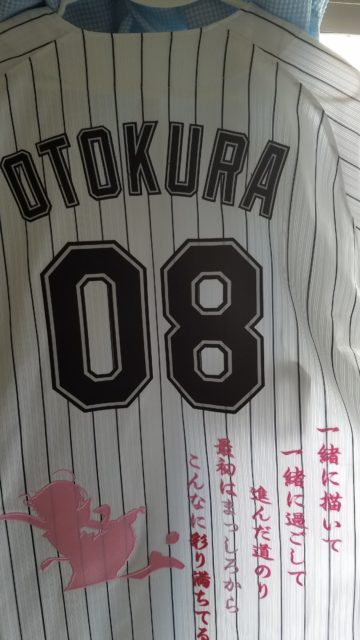 OTOKURA
08
一緒に描いて
一緒に過ごして
進んだ道のり
最初はまっしろから
こんなに彩り満ちてる